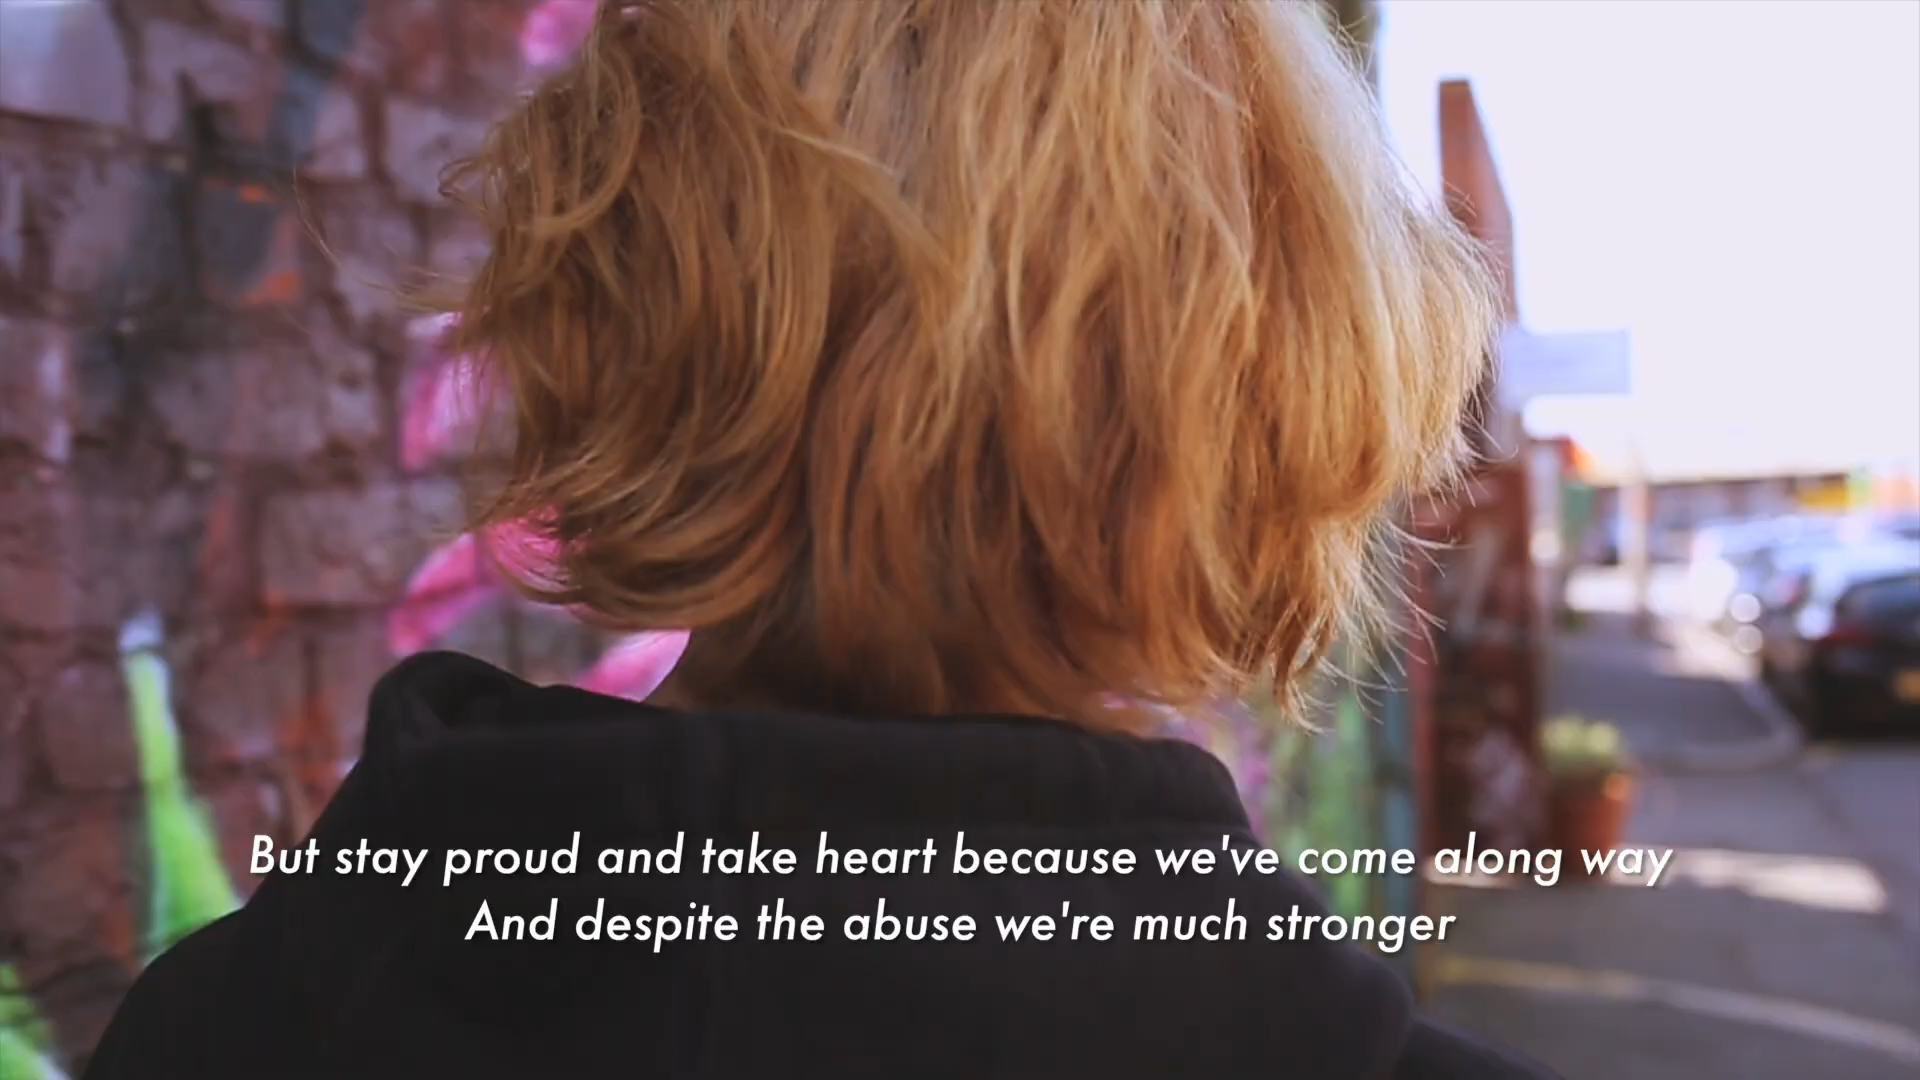 But stay proud and take heart because we've come along way
And despite the abuse we're much stronger